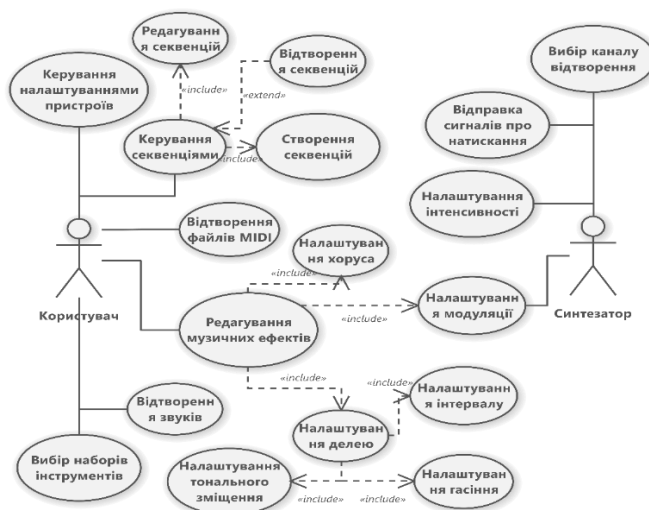 Редагуванн
я секвенцій
Відтворенн
я секвенцій
Вибір каналу
відтворення
Керування
налаштуваннями
пристроїв
«include»
«extend»
Відправка
сигналів про
натискання
Керування
секвенціями
«include»
Створення
секвенцій
Налаштування
інтенсивності
Відтворення
файлів MIDI
Налаштуван
ня хоруса
Користувач
«include»
Редагування
музичних ефектів
«include»
Налаштуванн
я модуляції
Синтезатор
«include»
Налаштуванн
я інтервалу
«include»
Відтворенн
я звуків
Налаштуван
ня делею
Вибір наборів
інструментів
Налаштування
тонального
зміщення
«include»
«include»
Налаштуван
ня гасіння